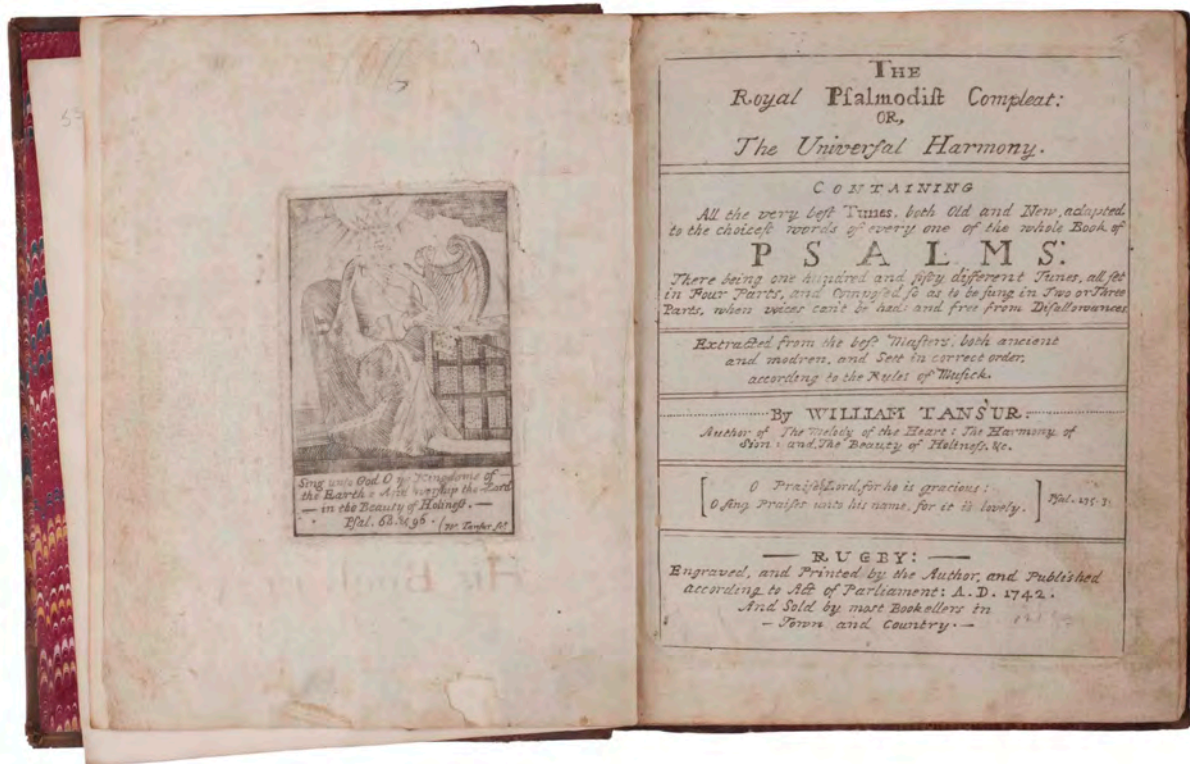 Sing unto God O ye Kingdoms of
the Earth: And worship the Lord
— in the Beauty of Holineſs. —
Pſal. 68. & 96.
THE
Royal Pſalmodiſt Compleat:
OR,
The Univerſal Harmony.
CONTAINING
All the very beſt Tunes, both Old and New, adapted
to the choiceſt words of every one of the whole Book of
PSALMS:
There being one hundred and fifty different Tunes, all ſet
in Four Parts, and Compoſed ſo as to be ſung in Two or Three
Parts, when voices can't be had: and free from Diſallowances
Extracted from the beſt Maſters, both ancient
and modren, and Sett in correct order,
according to the Rules of Muſick.
By WILLIAM TANS'UR.
Author of The Melody of the Heart: The Harmony of
Sion: and The Beauty of Holineſs, &c.
O Praiſe Lord, for he is gracious:
O ſing Praiſes unto his name, for it is lovely.
Pſal. 135. 3.
— RUGBY: —
Engraved, and Printed by the Author, and Publiſhed
according to Act of Parliament: A.D. 1742.
And Sold by moſt Bookſellers in
— Town and Country. —